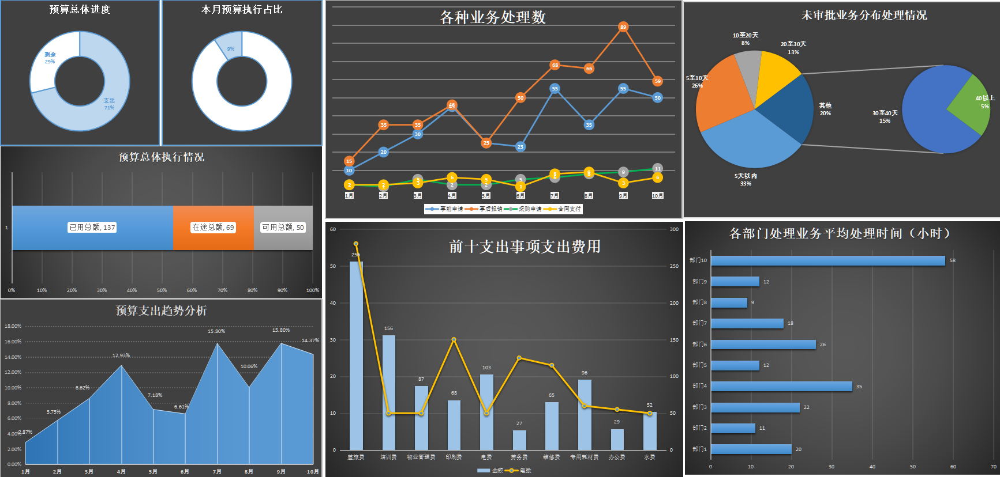 预算总体进度
剩余
29%
支出
71%
本月预算执行占比
9%
预算总体执行情况
1
已用总额, 137
在途总额, 69
可用总额, 50
0% 10% 20% 30% 40% 50% 60% 70% 80% 90% 100%
预算支出趋势分析
18.00%
16.00%
14.00%
12.00%
10.00%
8.00%
6.00%
4.00%
2.00%
0.00%
2.87%
5.75%
8.62%
12.93%
7.18%
6.61%
15.80%
10.06%
15.80%
14.37%
1月 2月 3月 4月 5月 6月 7月 8月 9月 10月
各种业务处理数
15 35 35 46 25 50 68 66 89 59
10 20 30 45 23 55 35 55 50
1 5 2 2 5 6 8 9 11
2 2 3 6 5 1 8 9 3 6
1月 2月 3月 4月 5月 6月 7月 8月 9月 10月
事前申请 事后报销 采购申请 合同支付
前十支出事项支出费用
60
50
40
30
20
10
0
300
250
200
150
100
50
0
256
156
87
68
103
27
65
96
29
52
差旅费 培训费 物业管理费 印刷费 电费 劳务费 维修费 专用耗材费 办公费 水费
金额 笔数
未审批业务分布处理情况
10至20天
8%
20至30天
13%
5至10天
26%
其他
20%
5天以内
33%
30至40天
15%
40以上
5%
各部门处理业务平均处理时间（小时）
部门10 58
部门9 12
部门8 9
部门7 18
部门6 26
部门5 12
部门4 35
部门3 22
部门2 11
部门1 20
0 10 20 30 40 50 60 70